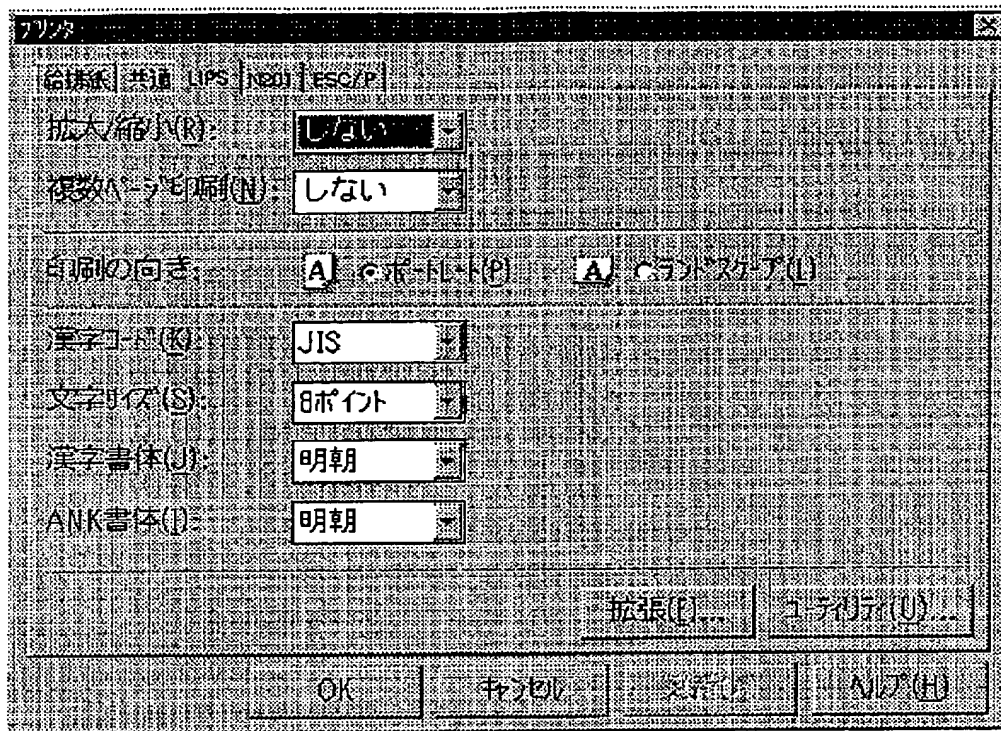 プリンタ
給排紙 共通 LIPS N201 ESC/P
拡大/縮小(R): しない
複数ページ印刷(N): しない
印刷の向き: A ポートレート(P) A ランドスケープ(L)
漢字コード(K): JIS
文字サイズ(S): 8ポイント
漢字書体(J): 明朝
ANK書体(I): 明朝
拡張(E)... ユーティリティ(U)...
OK キャンセル ヘルプ(H)